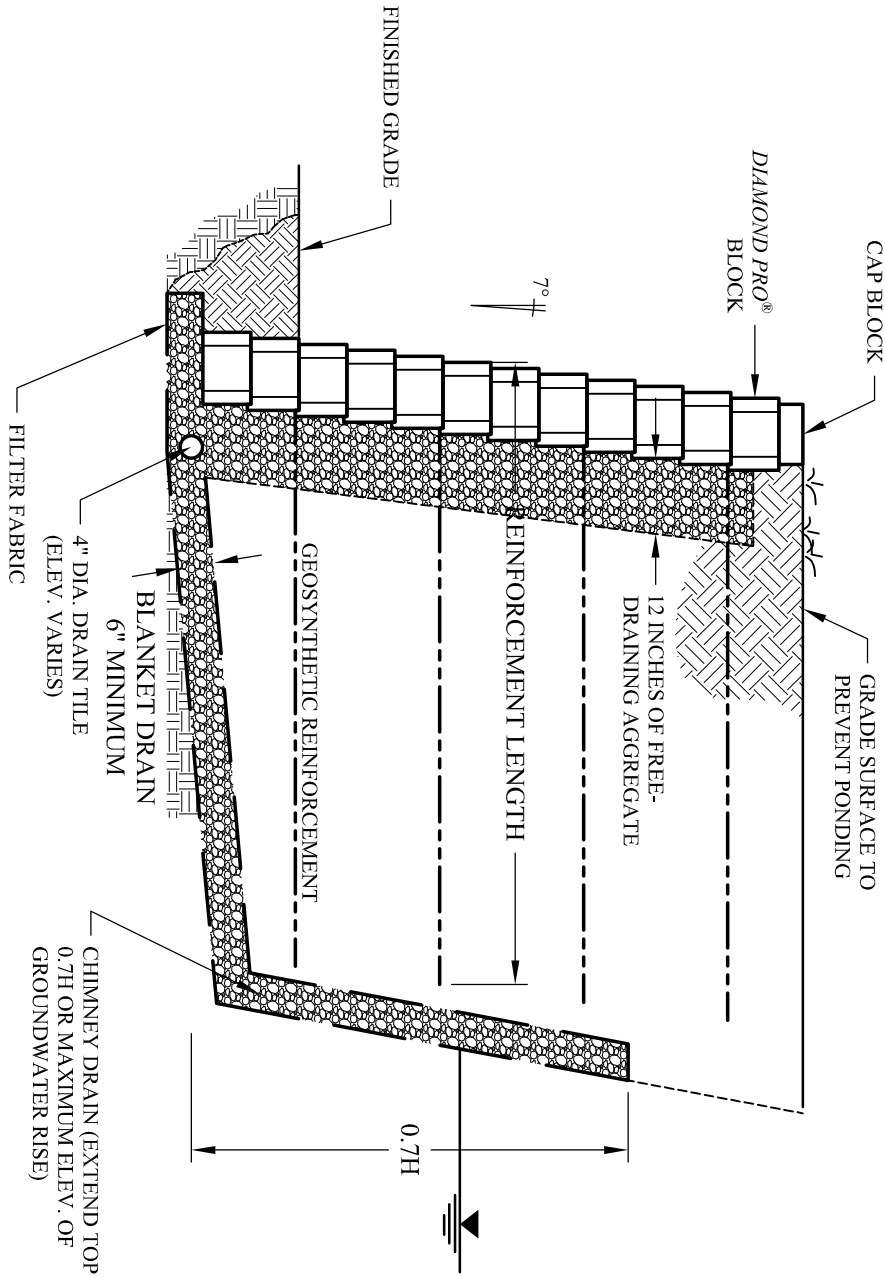 CAP BLOCK
DIAMOND PRO®
BLOCK
7°
FINISHED GRADE
GRADE SURFACE TO
PREVENT PONDING
12 INCHES OF FREE-
DRAINING AGGREGATE
REINFORCEMENT LENGTH
GEOSYNTHETIC REINFORCEMENT
BLANKET DRAIN
6" MINIMUM
4" DIA. DRAIN TILE
(ELEV. VARIES)
FILTER FABRIC
0.7H
CHIMNEY DRAIN (EXTEND TOP
0.7H OR MAXIMUM ELEV. OF
GROUNDWATER RISE)